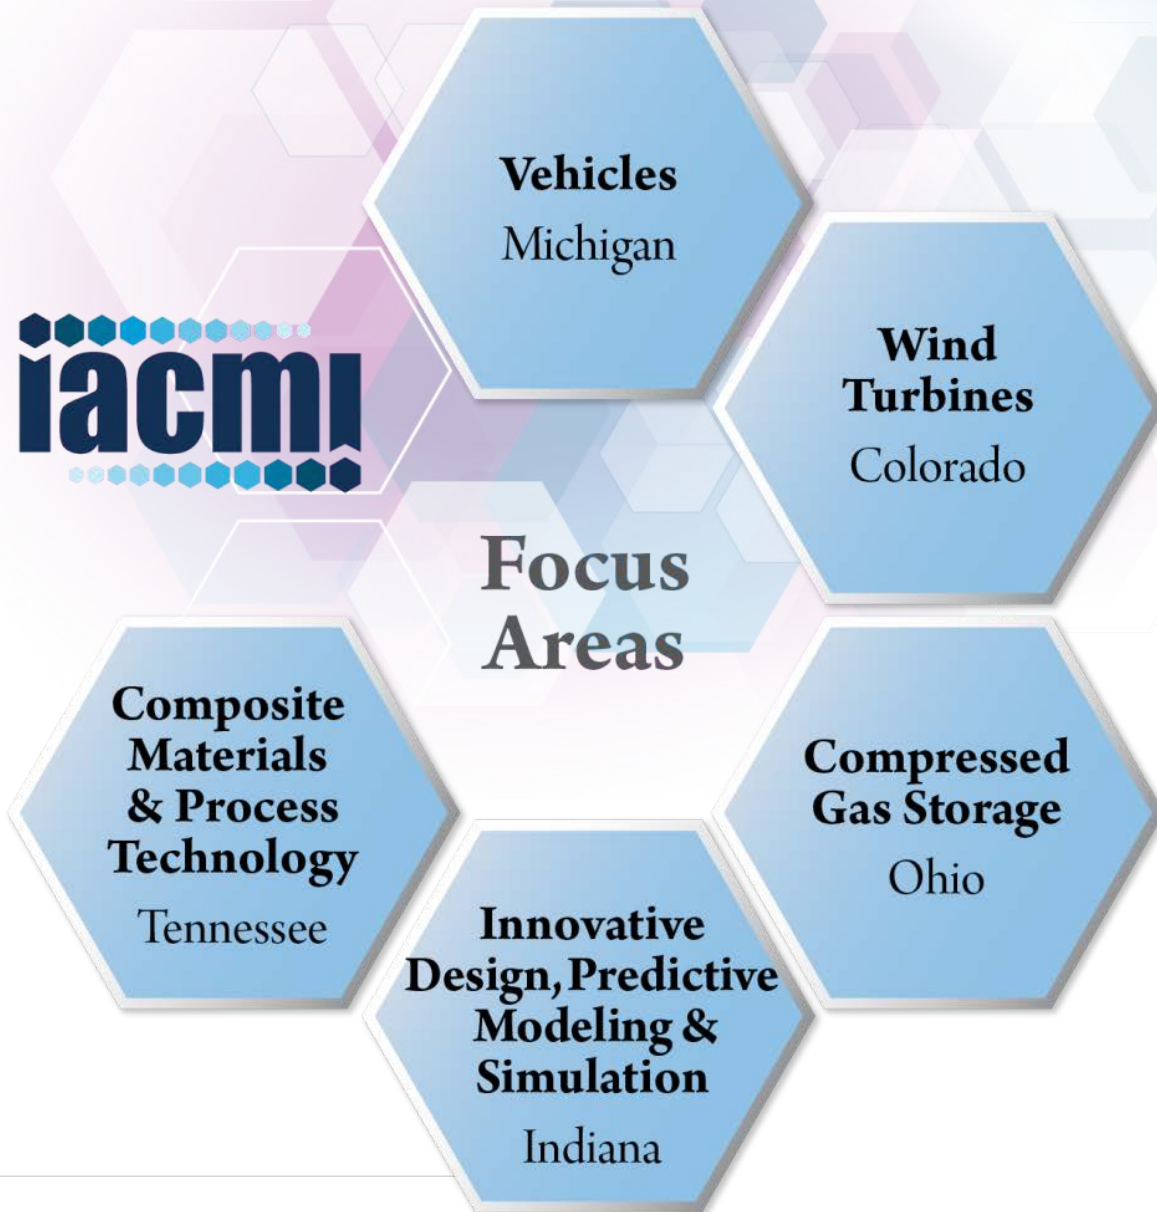 Vehicles
Michigan
Wind
Turbines
Colorado
iacmi
Focus
Areas
Composite
Materials
& Process
Technology
Tennessee
Compressed
Gas Storage
Ohio
Innovative
Design, Predictive
Modeling &
Simulation
Indiana